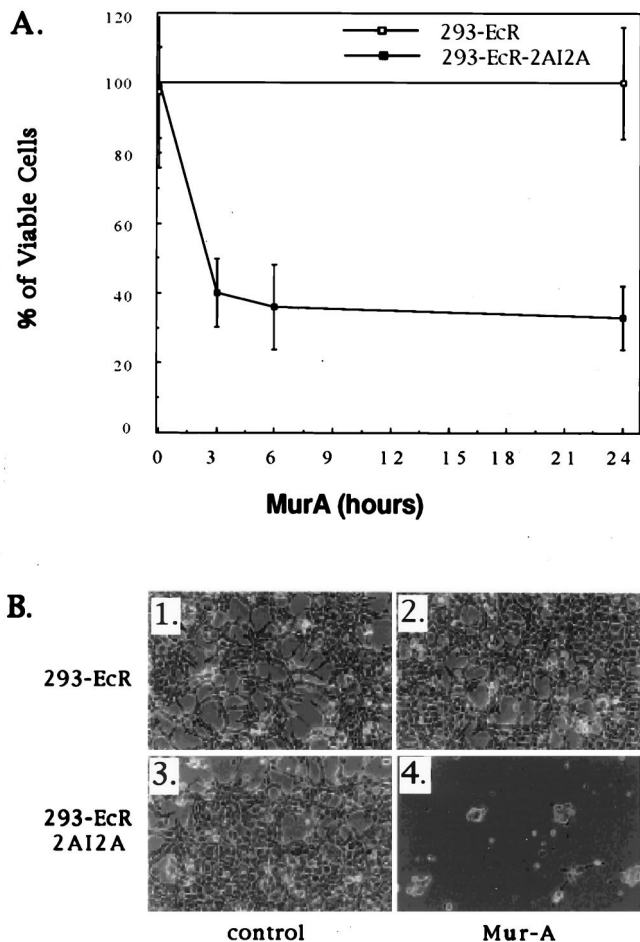 A.
120
100
80
60
40
20
0
% of Viable Cells
293-EcR
293-EcR-2AI2A
0 3 6 9 12 15 18 21 24
MurA (hours)
B.
1. 2.
293-EcR
3. 4.
293-EcR
2AI2A
control Mur-A